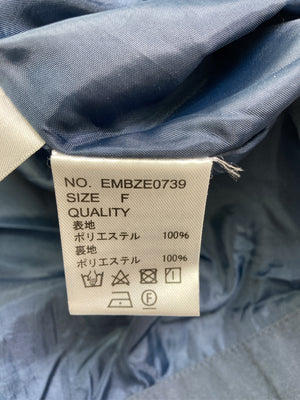 NO. EMBZE0739
SIZE F
QUALITY
表地
ポリエステル 100%
裏地
ポリエステル 100%
F